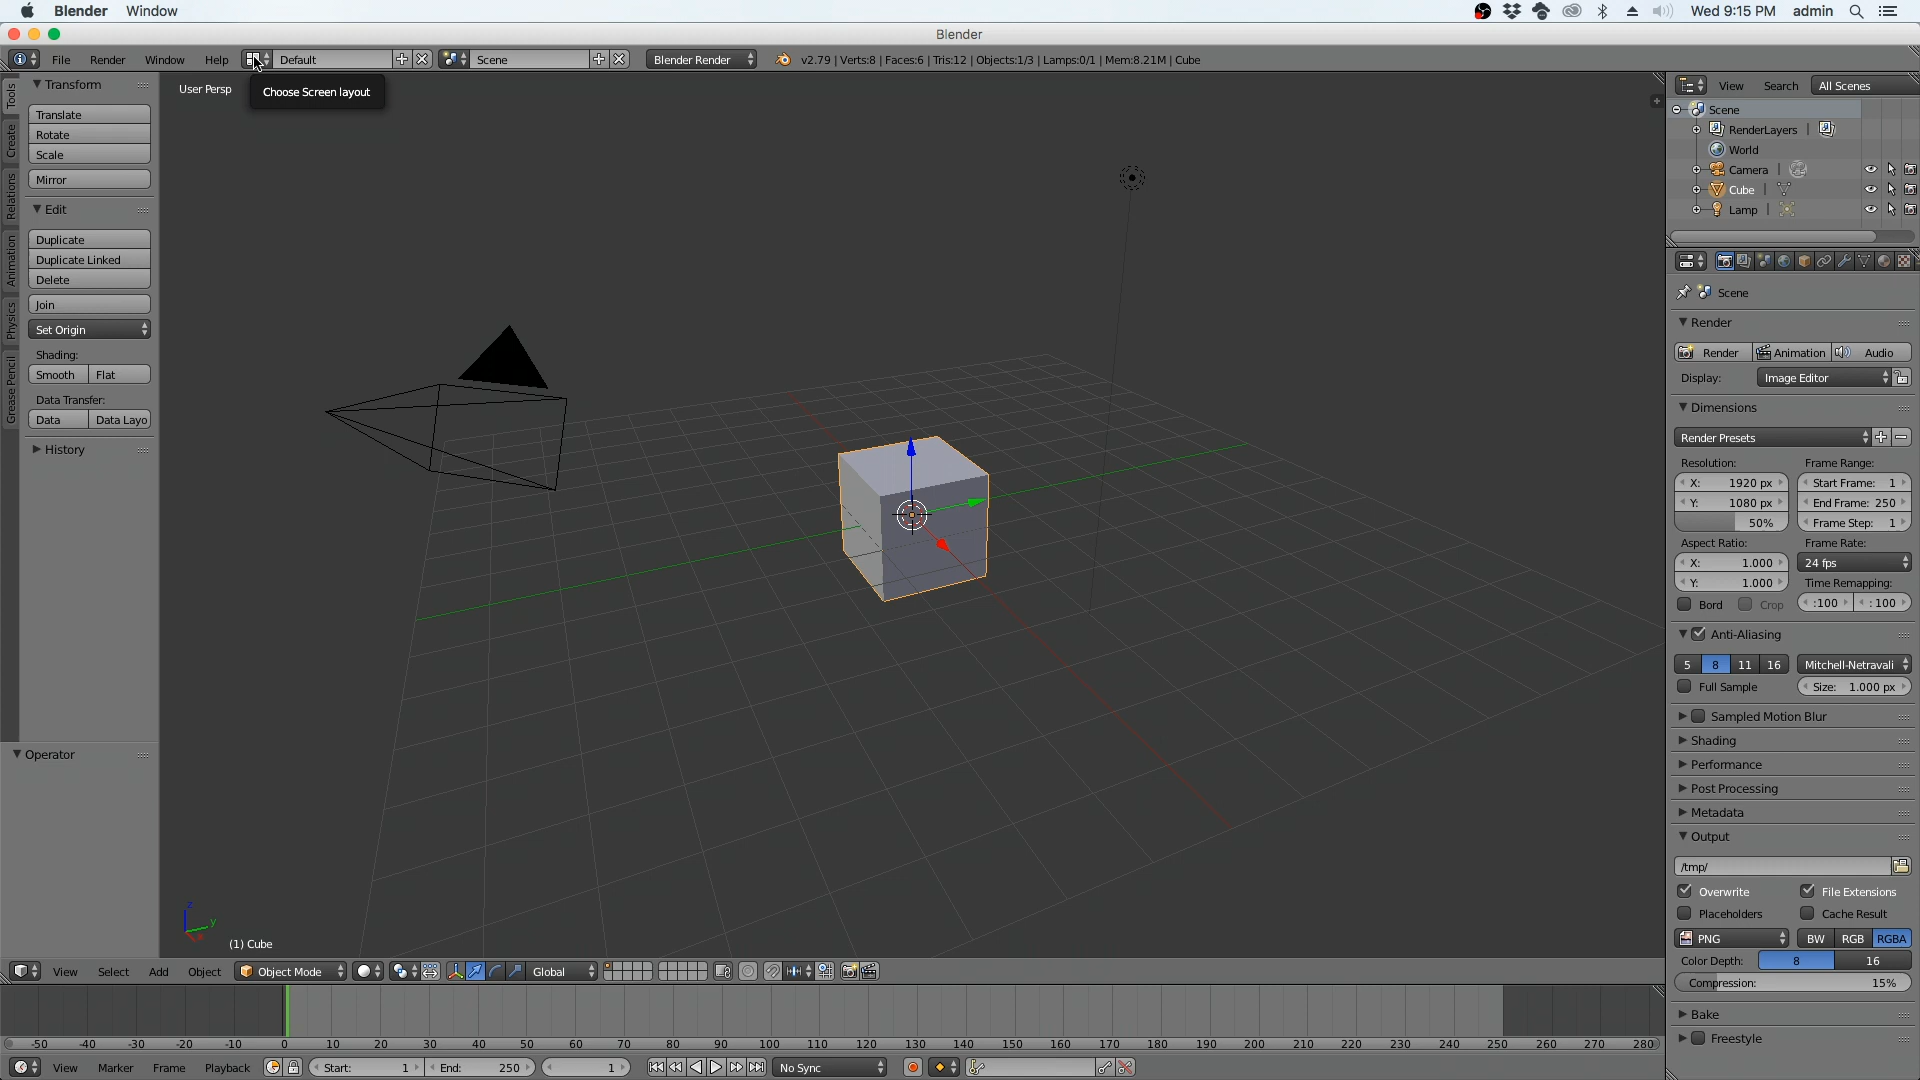 Blender Window
Wed 9:15 PM admin
Blender
File Render Window Help Default Scene Blender Render v2.79 | Verts:8 | Faces:6 | Tris:12 | Objects:1/3 | Lamps:0/1 | Mem:8.21M | Cube
Choose Screen layout
User Persp
Tools
Create
Relations
Animation
Physics
Grease Pencil
Transform
Translate
Rotate
Scale
Mirror
Edit
Duplicate
Duplicate Linked
Delete
Join
Set Origin
Shading:
Smooth Flat
Data Transfer:
Data Data Layo
History
Operator
z
y
(1) Cube
View Search All Scenes
Scene
RenderLayers |
World
Camera |
Cube |
Lamp |
Scene
Render
Render Animation Audio
Display: Image Editor
Dimensions
Render Presets
Resolution: Frame Range:
X: 1920 px Start Frame: 1
Y: 1080 px End Frame: 250
50% Frame Step: 1
Aspect Ratio: Frame Rate:
X: 1.000 24 fps
Y: 1.000 Time Remapping:
Bord Crop :100 : 100
Anti-Aliasing
5 8 11 16 Mitchell-Netravali
Full Sample Size: 1.000 px
Sampled Motion Blur
Shading
Performance
Post Processing
Metadata
Output
/tmp/
Overwrite File Extensions
Placeholders Cache Result
PNG BW RGB RGBA
Color Depth: 8 16
Compression: 15%
Bake
Freestyle
View Select Add Object Object Mode Global
-50 -40 -30 -20 -10 0 10 20 30 40 50 60 70 80 90 100 110 120 130 140 150 160 170 180 190 200 210 220 230 240 250 260 270 280
View Marker Frame Playback Start: 1 End: 250 1 No Sync